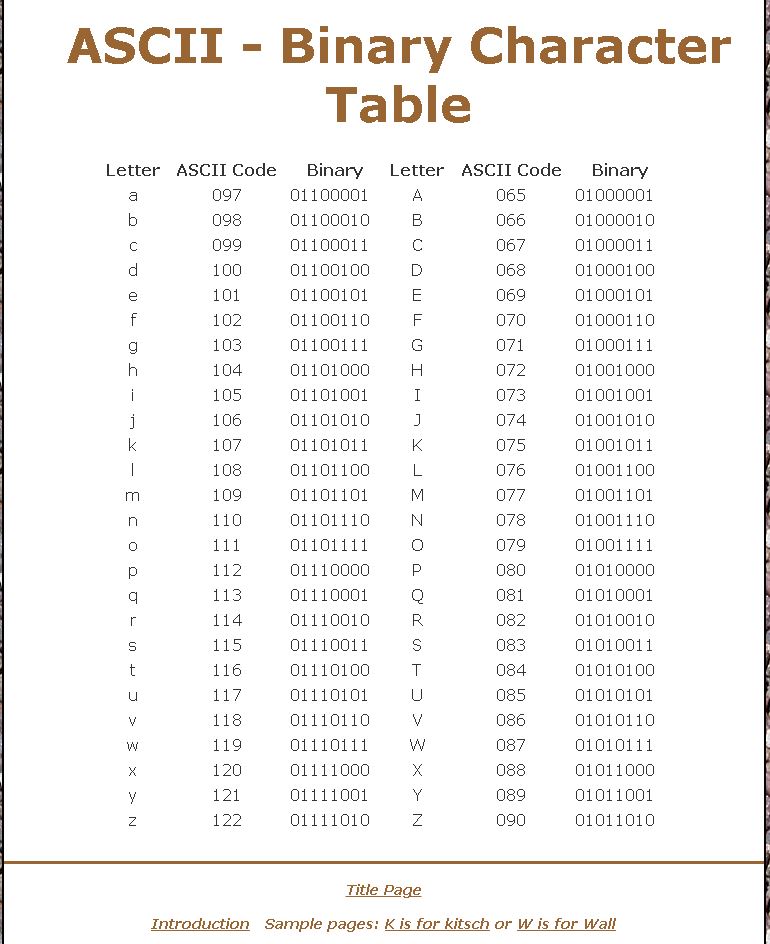 ASCII - Binary Character
Table
Letter ASCII Code Binary Letter ASCII Code Binary
a 097 01100001 A 065 01000001
b 098 01100010 B 066 01000010
c 099 01100011 C 067 01000011
d 100 01100100 D 068 01000100
e 101 01100101 E 069 01000101
f 102 01100110 F 070 01000110
g 103 01100111 G 071 01000111
h 104 01101000 H 072 01001000
i 105 01101001 I 073 01001001
j 106 01101010 J 074 01001010
k 107 01101011 K 075 01001011
l 108 01101100 L 076 01001100
m 109 01101101 M 077 01001101
n 110 01101110 N 078 01001110
o 111 01101111 O 079 01001111
p 112 01110000 P 080 01010000
q 113 01110001 Q 081 01010001
r 114 01110010 R 082 01010010
s 115 01110011 S 083 01010011
t 116 01110100 T 084 01010100
u 117 01110101 U 085 01010101
v 118 01110110 V 086 01010110
w 119 01110111 W 087 01010111
x 120 01111000 X 088 01011000
y 121 01111001 Y 089 01011001
z 122 01111010 Z 090 01011010
Title Page
Introduction Sample pages: K is for kitsch or W is for Wall